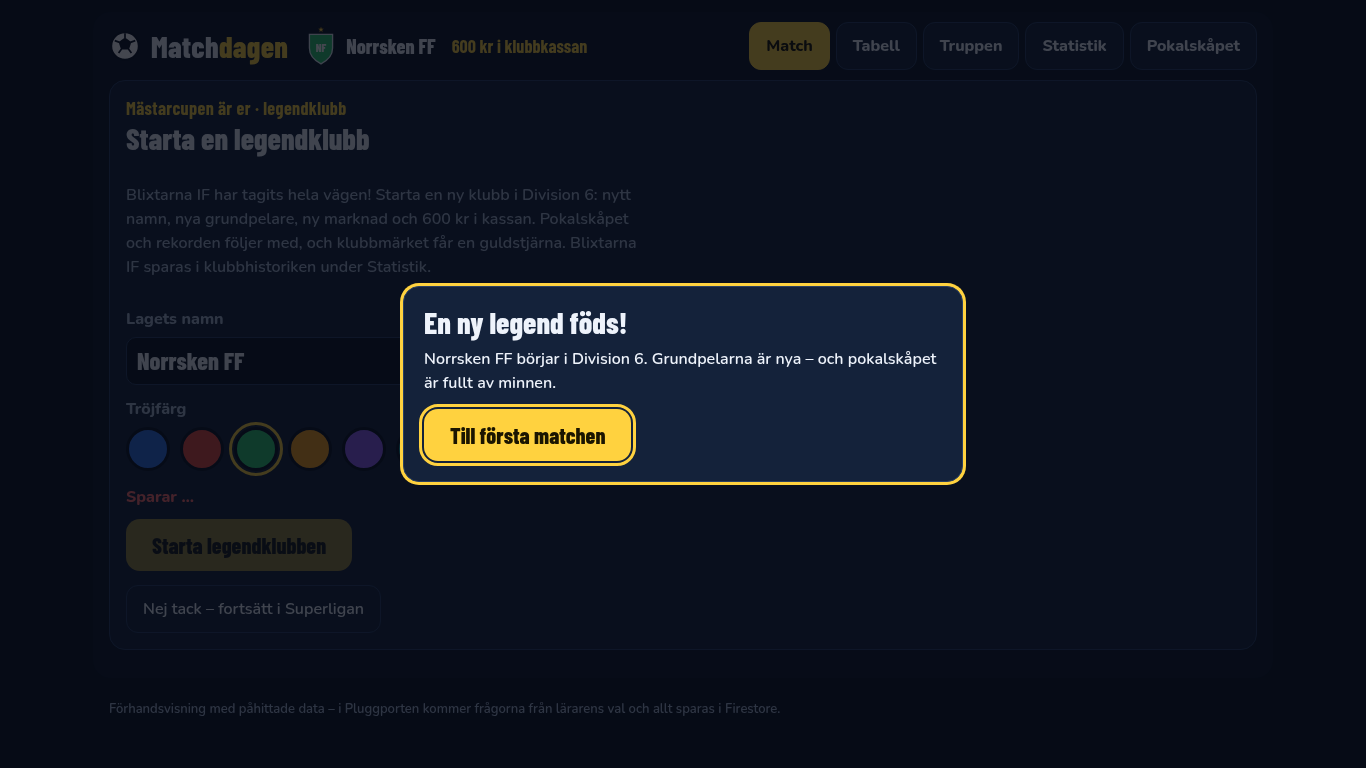 Matchdagen
NF
Norrsken FF
600 kr i klubbkassan
Match
Tabell
Truppen
Statistik
Pokalskåpet
Mästarcupen är er · legendklubb
Starta en legendklubb
Blixtarna IF har tagits hela vägen! Starta en ny klubb i Division 6: nytt
namn, nya grundpelare, ny marknad och 600 kr i kassan. Pokalskåpet
och rekorden följer med, och klubbmärket får en guldstjärna. Blixtarna
IF sparas i klubbhistoriken under Statistik.
Lagets namn
Norrsken FF
Tröjfärg
Sparar ...
Starta legendklubben
Nej tack – fortsätt i Superligan
En ny legend föds!
Norrsken FF börjar i Division 6. Grundpelarna är nya – och pokalskåpet
är fullt av minnen.
Till första matchen
Förhandsvisning med påhittade data – i Pluggporten kommer frågorna från lärarens val och allt sparas i Firestore.